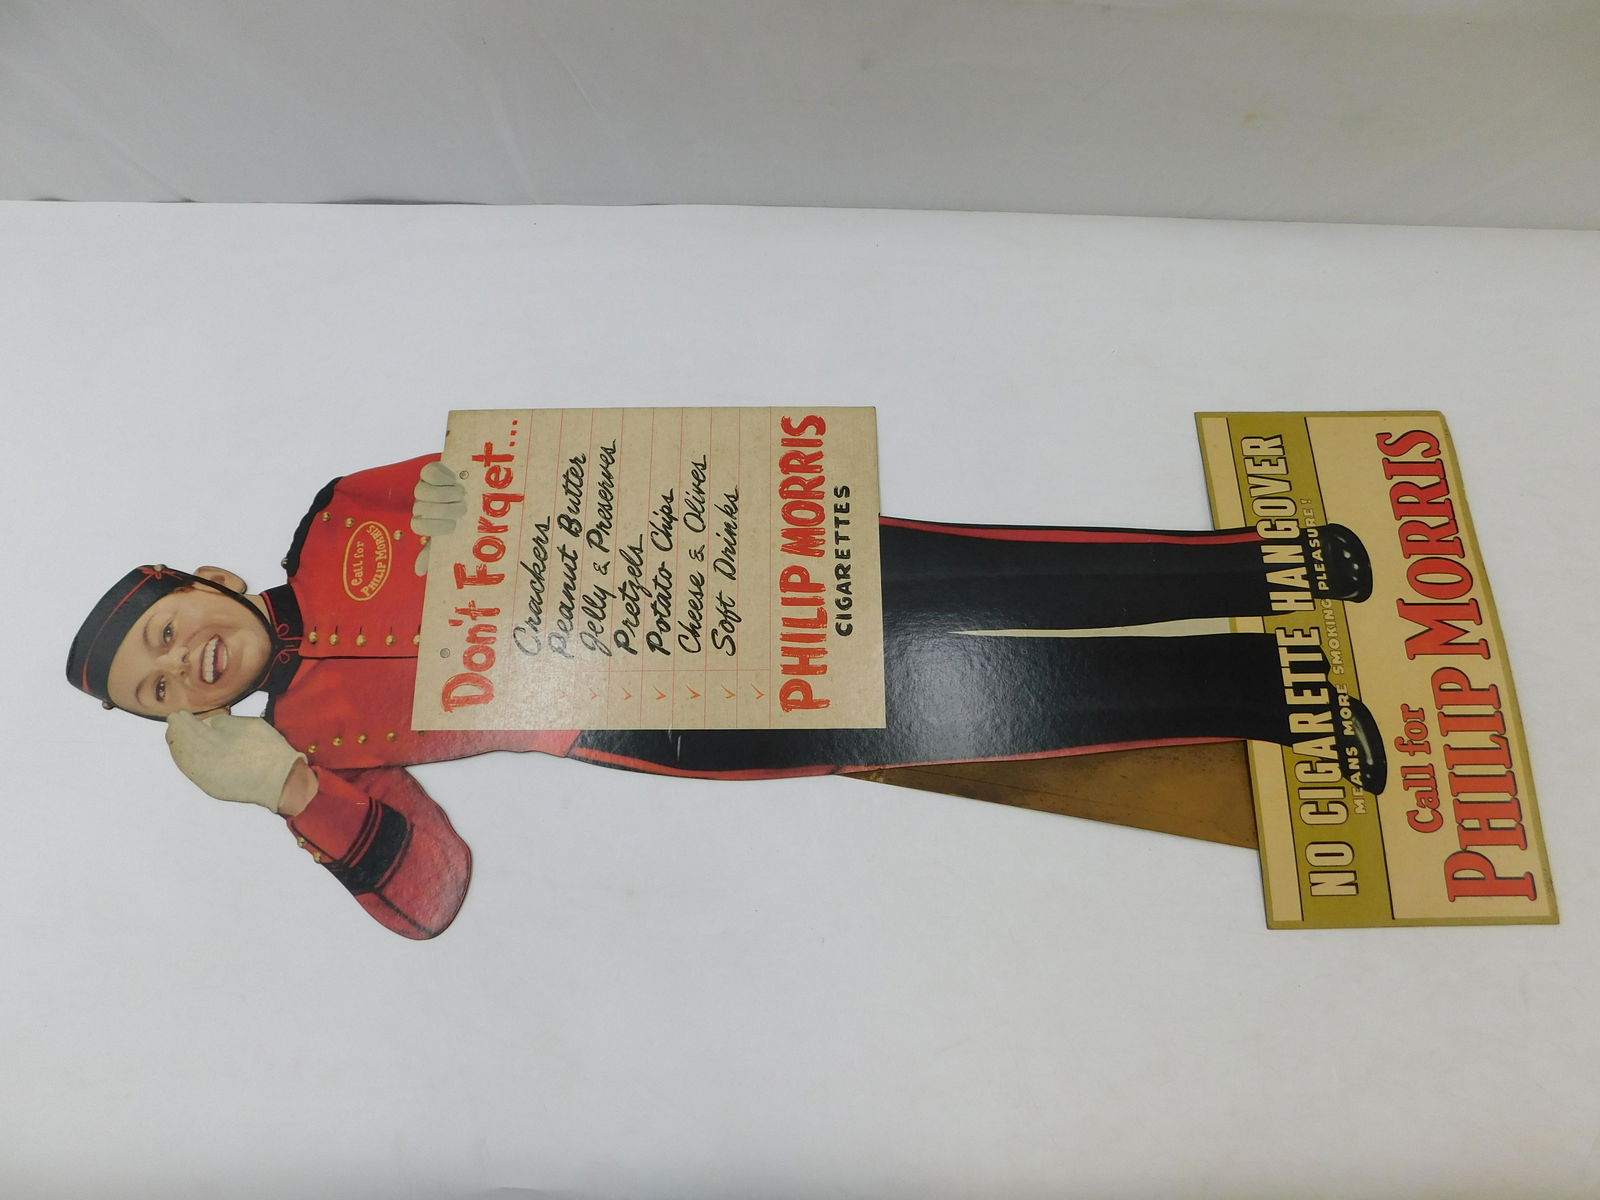 Call for
PHILIP MORRIS
Don't Forget...
✓ Crackers
✓ Peanut Butter
✓ Jelly & Preserves
✓ Pretzels
✓ Potato Chips
✓ Cheese & Olives
✓ Soft Drinks
✓ PHILIP MORRIS
CIGARETTES
NO CIGARETTE HANGOVER
MEANS MORE SMOKING PLEASURE!
Call for
PHILIP MORRIS